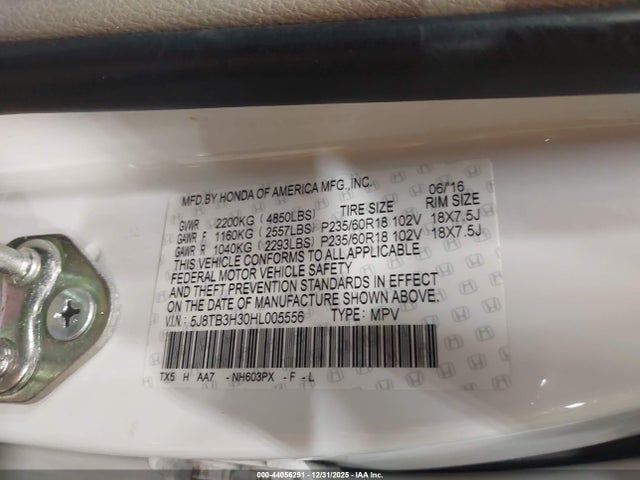 MFD.BY HONDA OF AMERICA MFG.,INC. 06/16
GVWR 2200KG (4850LBS) TIRE SIZE RIM SIZE
GAWR F 1160KG (2557LBS) P235/60R18 102V 18X7.5J
GAWR R 1040KG (2293LBS) P235/60R18 102V 18X7.5J
THIS VEHICLE CONFORMS TO ALL APPLICABLE
FEDERAL MOTOR VEHICLE SAFETY
AND THEFT PREVENTION STANDARDS IN EFFECT
ON THE DATE OF MANUFACTURE SHOWN ABOVE.
V.I.N.: 5J8TB3H30HL005556 TYPE: MPV
TX5 H AA7 -NH603PX -F -L
000-44056291 - 12/31/2025 - IAA Inc.